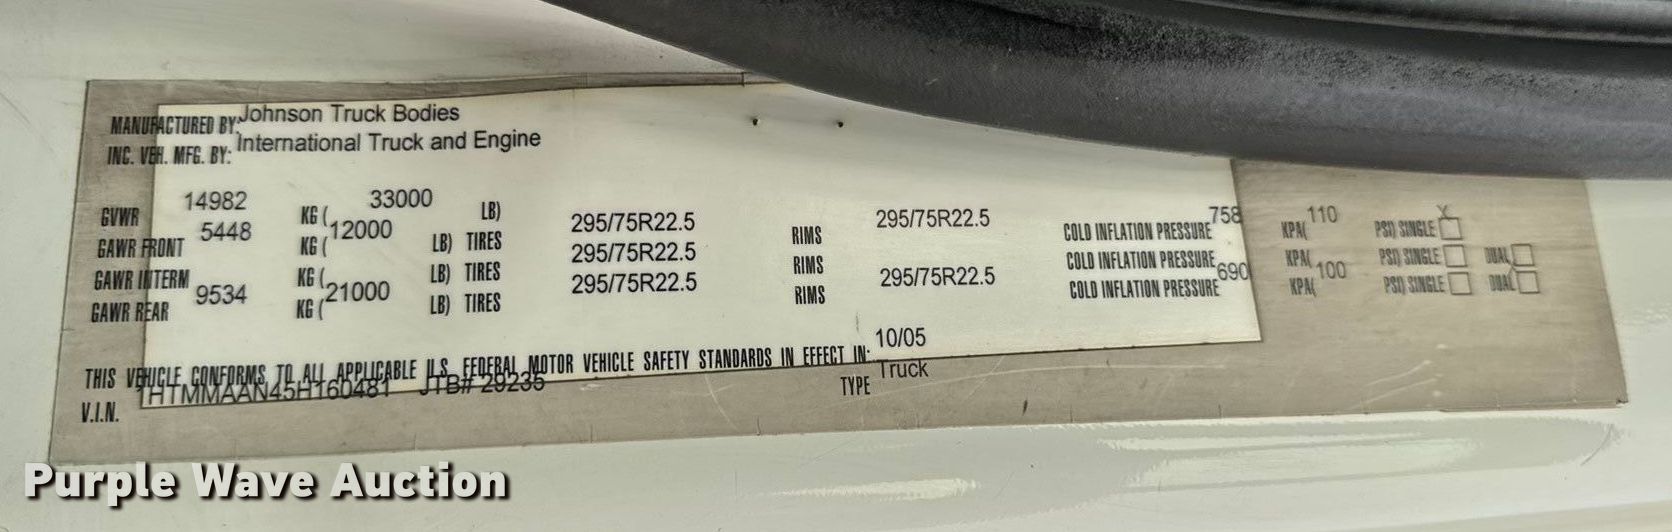 MANUFACTURED BY: Johnson Truck Bodies
INC. VEH. MFG. BY: International Truck and Engine
GVWR 14982 KG ( 33000 LB)
GAWR FRONT 5448 KG ( 12000 LB) TIRES 295/75R22.5 RIMS 295/75R22.5 COLD INFLATION PRESSURE 758 KPA( 110 PSI) SINGLE X
GAWR INTERM KG ( LB) TIRES 295/75R22.5 RIMS COLD INFLATION PRESSURE KPA( PSI) SINGLE DUAL
GAWR REAR 9534 KG ( 21000 LB) TIRES 295/75R22.5 RIMS 295/75R22.5 COLD INFLATION PRESSURE 690 KPA( 100 PSI) SINGLE DUAL
THIS VEHICLE CONFORMS TO ALL APPLICABLE U.S. FEDERAL MOTOR VEHICLE SAFETY STANDARDS IN EFFECT IN: 10/05
V.I.N. 1HTMMAAN45H160481 JTB# 29235 TYPE Truck
Purple Wave Auction